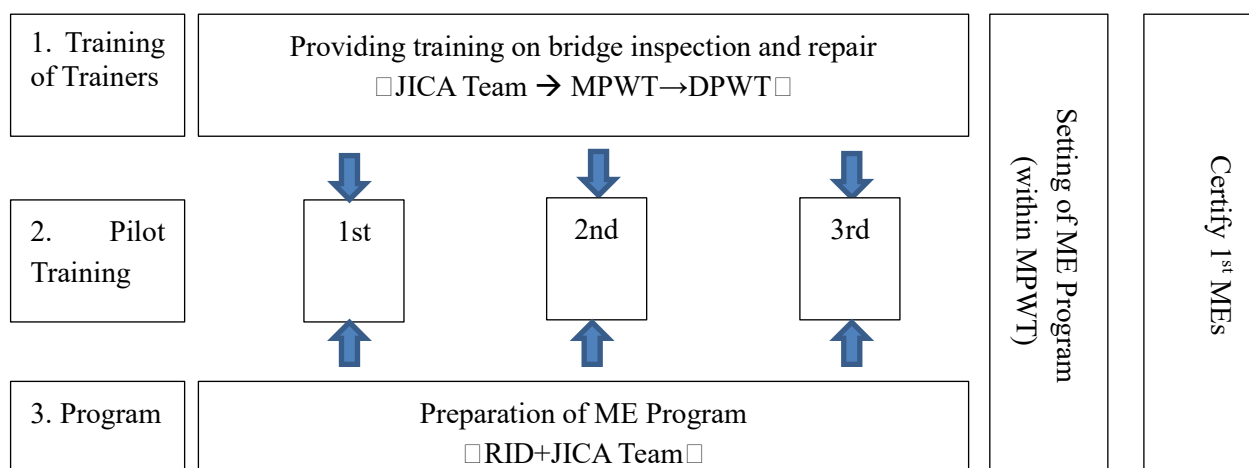 1. Training
of Trainers
Providing training on bridge inspection and repair
□JICA Team → MPWT→DPWT□
2. Pilot
Training
1st
2nd
3rd
3. Program
Preparation of ME Program
□RID+JICA Team□
Setting of ME Program
(within MPWT)
Certify 1st MEs